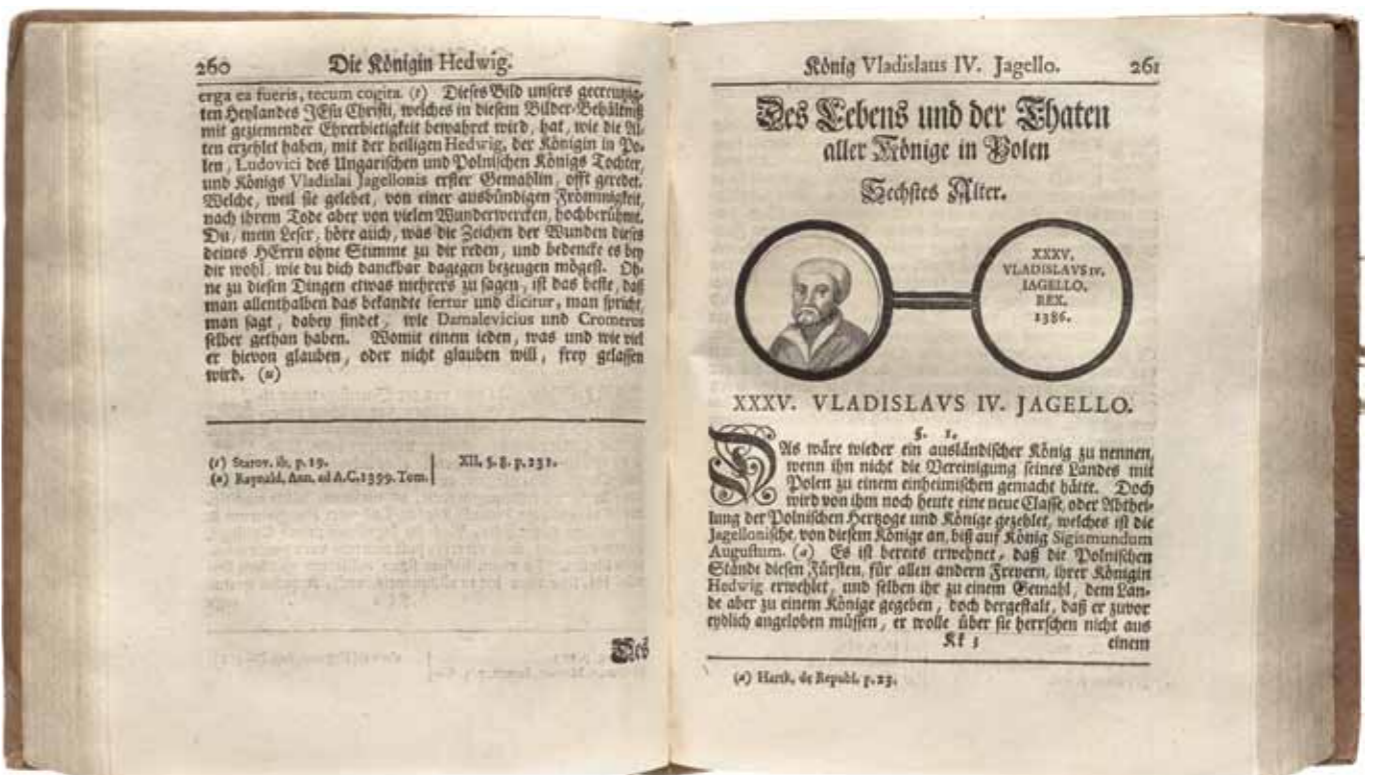 260 Die Königin Hedwig.
erga ea fueris, tecum cogita. (t) Dieses Bild unsers gecreutzig-
ten Heylandes JEsu Christi, welches in diesem Bilder-Behältniß
mit geziemender Ehrerbietigkeit bewahret wird, hat, wie die Al-
ten erzehlet haben, mit der heiligen Hedwig, der Königin in Po-
len, Ludovici des Ungarischen und Polnischen Königs Tochter,
und Königs Vladislai Jagellonis erster Gemahlin, offt geredet.
Welche, weil sie gelebet, von einer ausbündigen Frömmigkeit,
nach ihrem Tode aber von vielen Wunderwercken, hochberühmt.
Du, mein Leser, höre auch, was die Zeichen der Wunden dieses
deines HErrn ohne Stimme zu dir reden, und bedencke es bey
dir wohl, wie du dich danckbar dagegen bezeugen mögest. Oh-
ne zu diesen Dingen etwas mehrers zu sagen, ist das beste, daß
man allenthalben das bekandte fertur und dicitur, man spricht,
man sagt, dabey findet, wie Damalevicius und Cromerus
selber gethan haben. Womit einem ieden, was und wie viel
er hievon glauben, oder nicht glauben will, frey gelassen
wird. (u)
(t) Starov. ib. p. 19.
(u) Raynald. Ann. ad A.C. 1399. Tom.
XII. §. 8. p. 231.
Des
König Vladislaus IV. Jagello. 261
Des Lebens und der Thaten
aller Könige in Polen
Sechstes Alter.
XXXV.
VLADISLAVS IV.
IAGELLO.
REX.
1386.
XXXV. VLADISLAVS IV. JAGELLO.
§. 1.
DAs wäre wieder ein ausländischer König zu nennen,
wenn ihn nicht die Vereinigung seines Landes mit
Polen zu einem einheimischen gemacht hätte. Doch
wird von ihm noch heute eine neue Classe, oder Abthei-
lung der Polnischen Hertzoge und Könige gezehlet, welches ist die
Jagellonische, von diesem Könige an, biß auf König Sigismundum
Augustum. (a) Es ist bereits erwehnet, daß die Polnischen
Stände diesen Fürsten, für allen andern Freyern, ihrer Königin
Hedwig erwehlet, und selben ihr zu einem Gemahl, dem Lan-
de aber zu einem Könige gegeben, doch dergestalt, daß er zuvor
eydlich angeloben müssen, er wolle über sie herrschen nicht aus
Kk 3 einem
(a) Hartk. de Republ. p. 23.